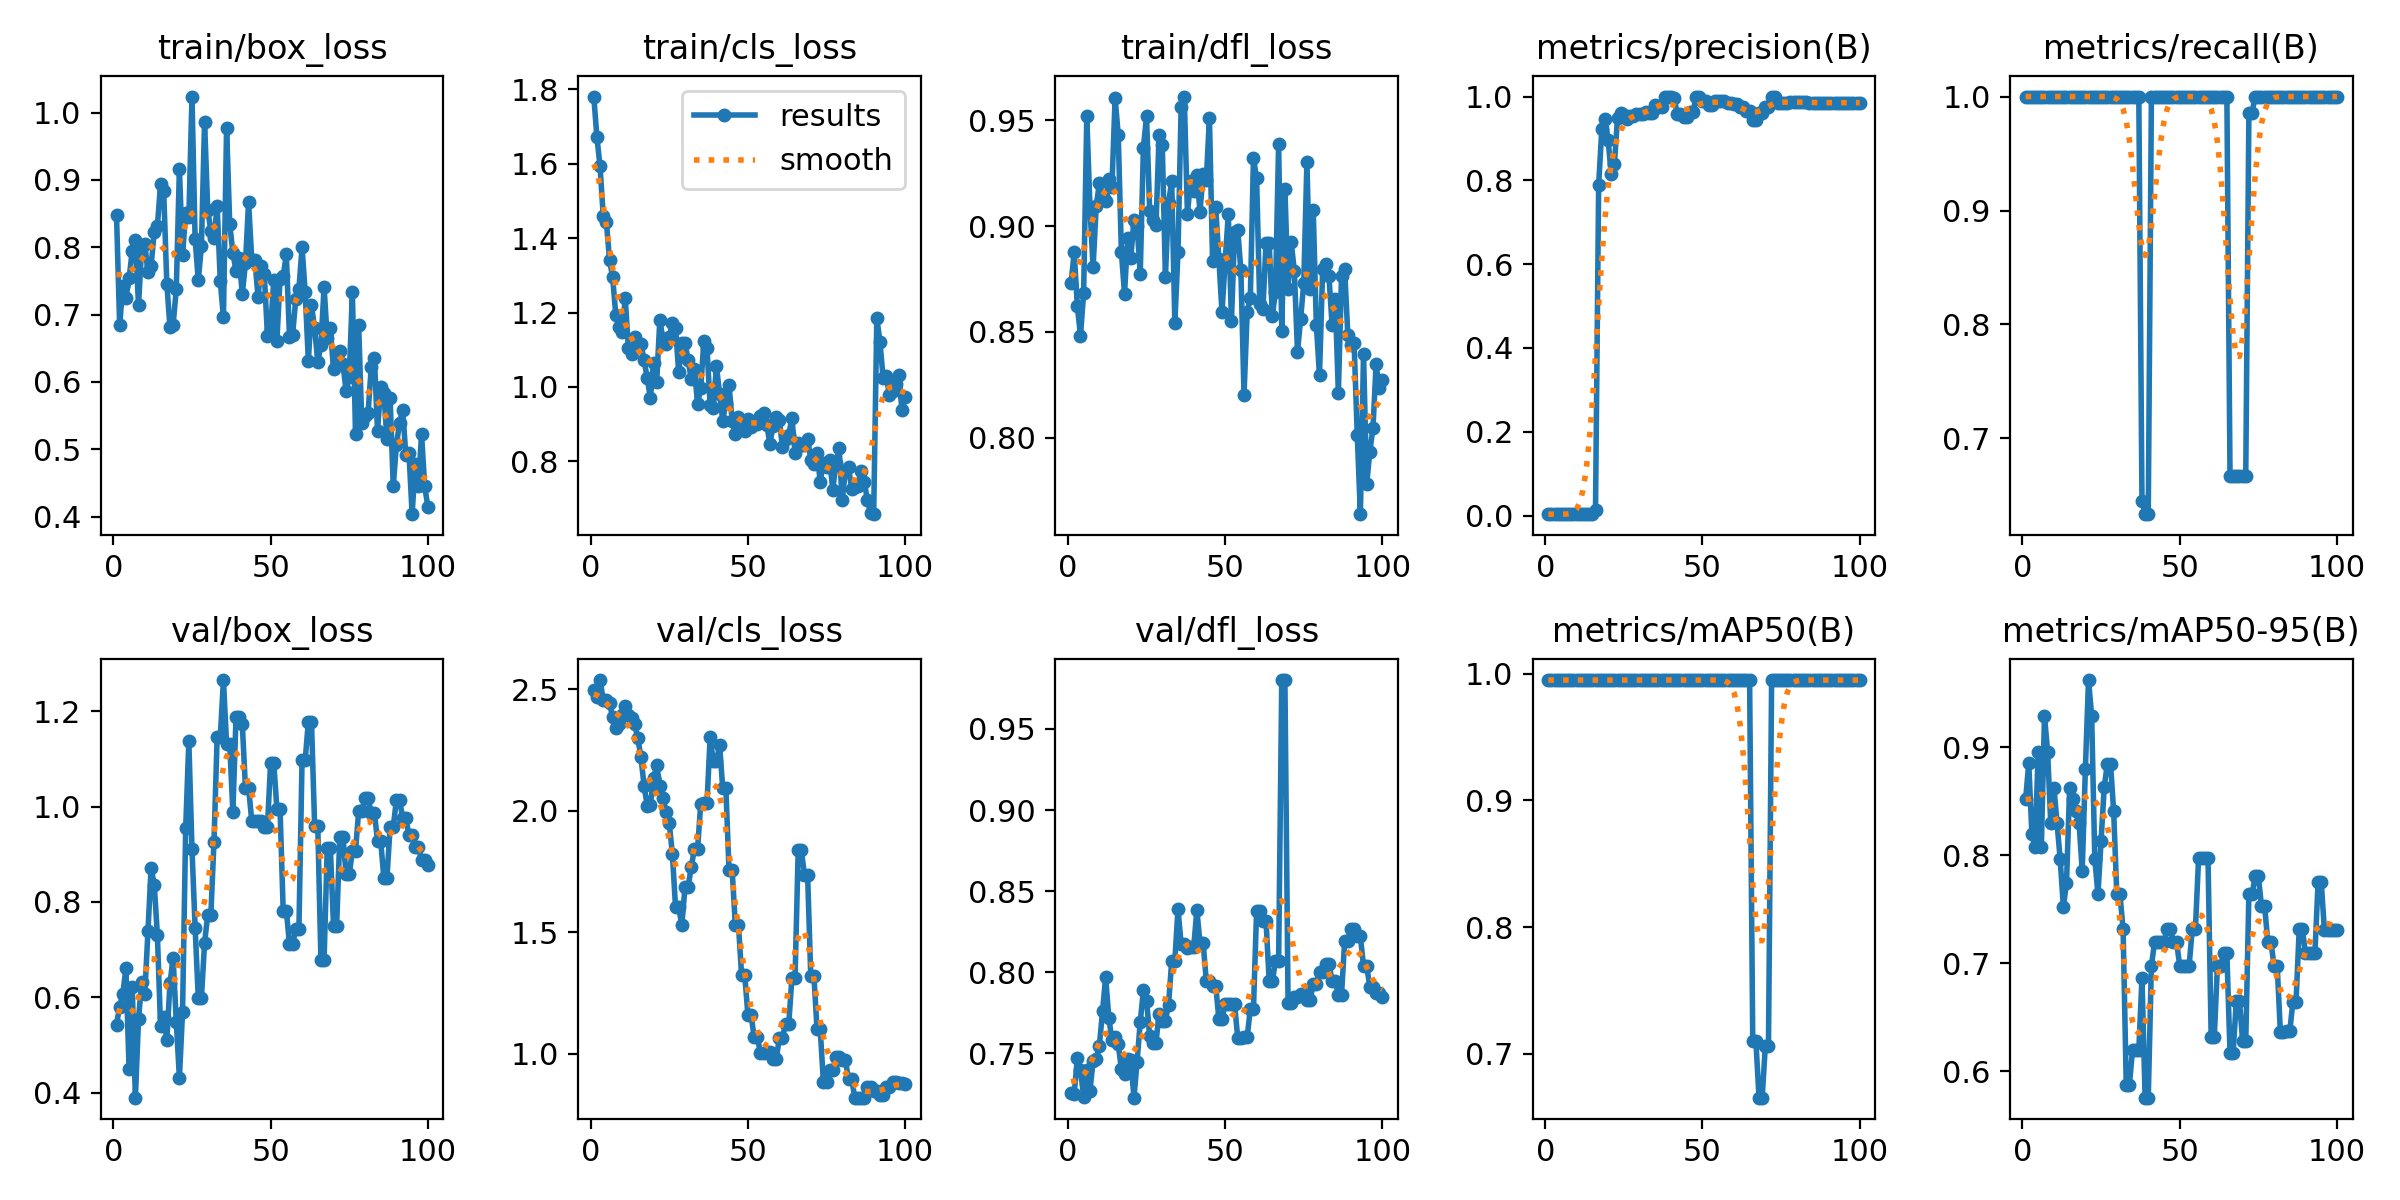 train/box_loss
train/cls_loss
train/dfl_loss
metrics/precision(B)
metrics/recall(B)
1.0
0.9
0.8
0.7
0.6
0.5
0.4
0 50 100
1.8
1.6
1.4
1.2
1.0
0.8
results
smooth
0 50 100
0.95
0.90
0.85
0.80
0 50 100
1.0
0.8
0.6
0.4
0.2
0.0
0 50 100
1.0
0.9
0.8
0.7
0 50 100
val/box_loss
val/cls_loss
val/dfl_loss
metrics/mAP50(B)
metrics/mAP50-95(B)
1.2
1.0
0.8
0.6
0.4
0 50 100
2.5
2.0
1.5
1.0
0 50 100
0.95
0.90
0.85
0.80
0.75
0 50 100
1.0
0.9
0.8
0.7
0 50 100
0.9
0.8
0.7
0.6
0 50 100